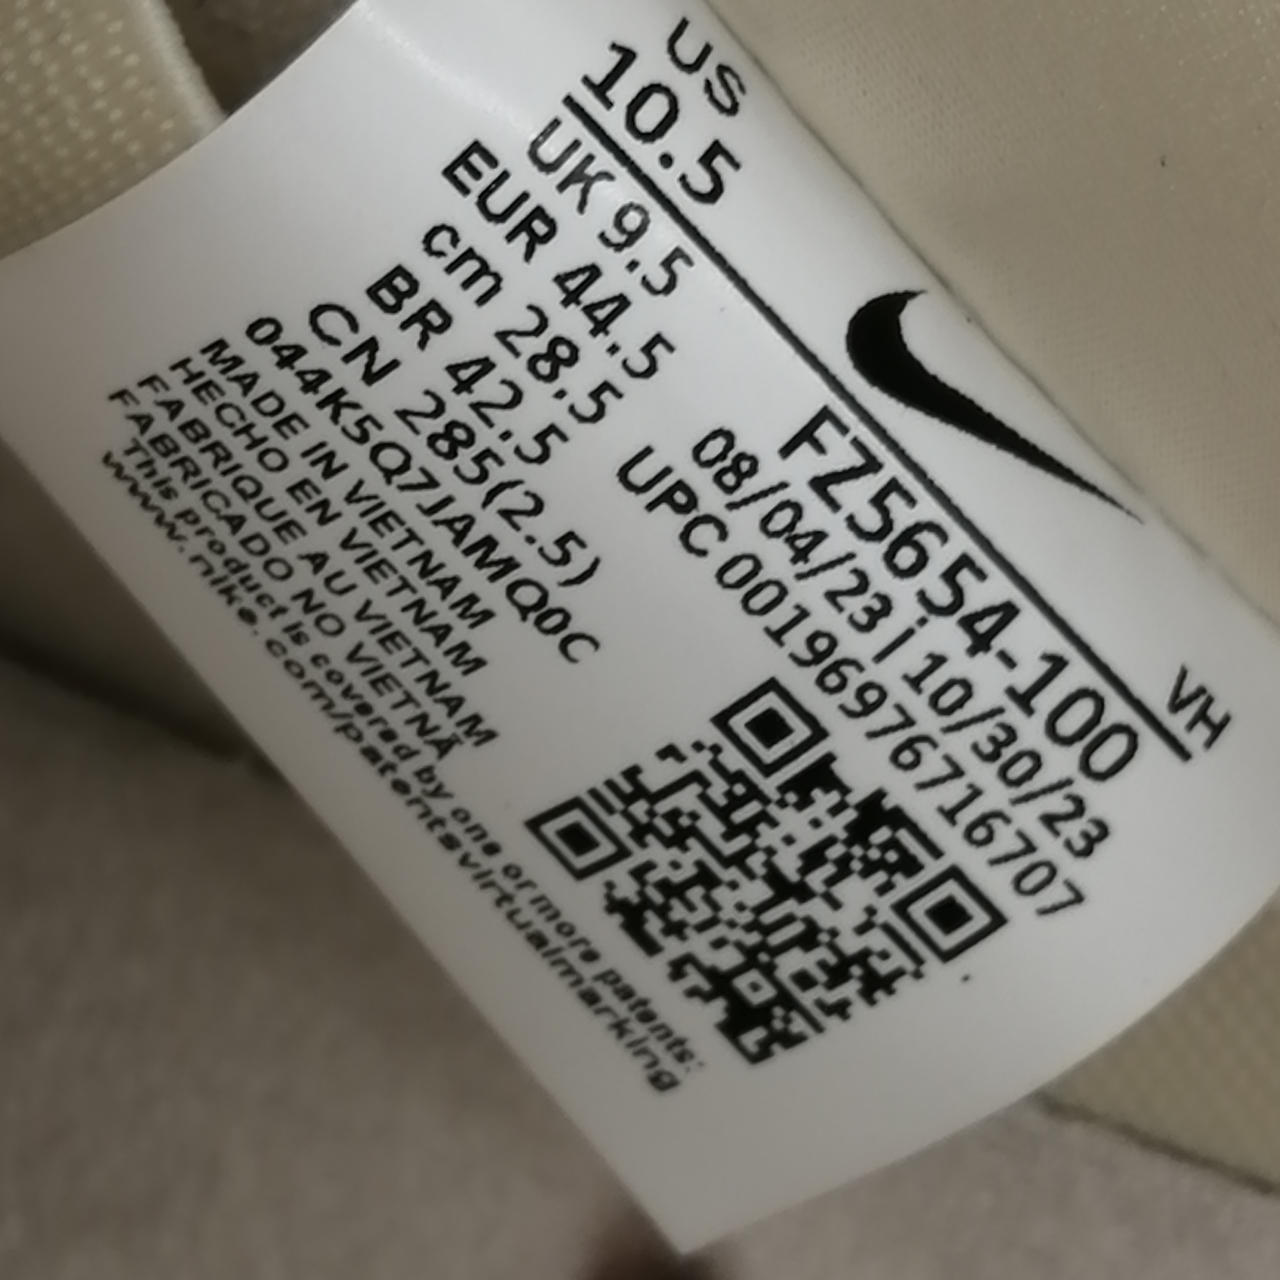 US
10.5
UK 9.5
EUR 44.5
cm 28.5
BR 42.5
CN 285(2.5)
044K5Q7JAMQ0C
MADE IN VIETNAM
HECHO EN VIETNAM
FABRIQUE AU VIETNAM
FABRICADO NO VIETNÃ
This product is covered by one or more patents:
www.nike.com/patentsvirtualmarking
VH
FZ5654-100
08/04/23 | 10/30/23
UPC 00196976716707